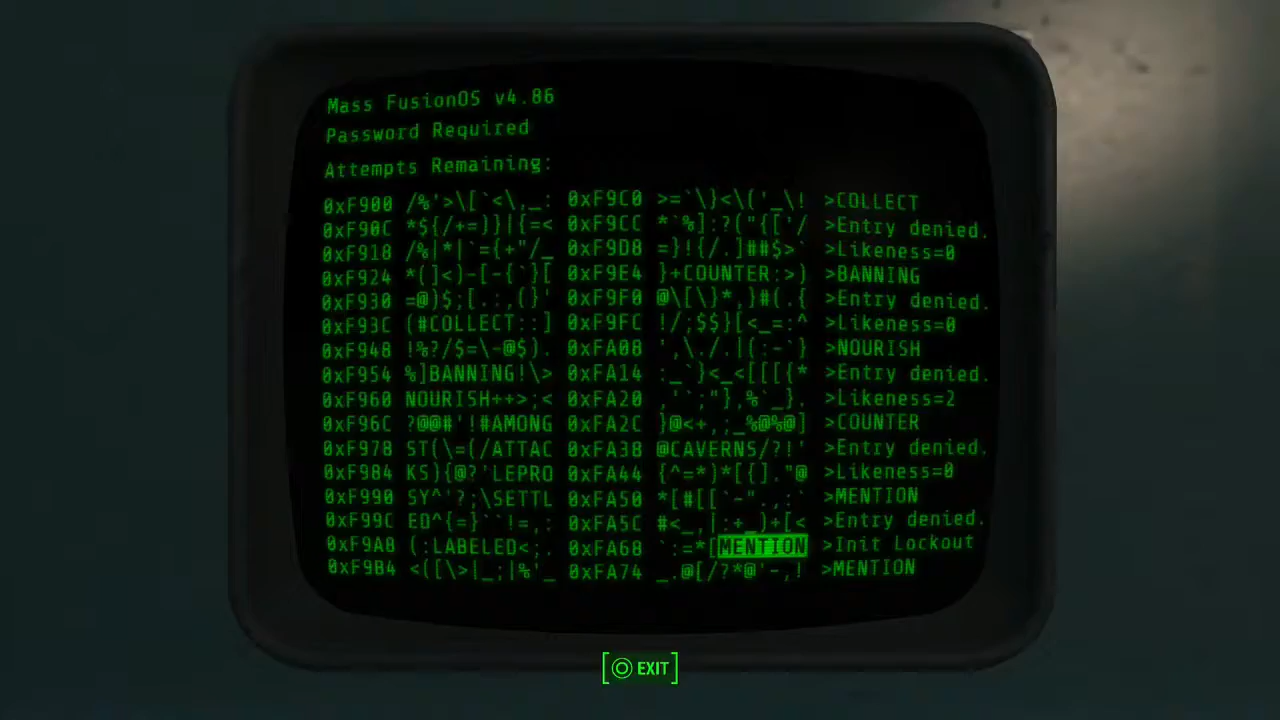 Mass FusionOS v4.86
Password Required
Attempts Remaining:
0xF900 /%'>\[`<\,_: 0xF9C0 >=`\}<\('_\! >COLLECT
0xF90C *${/+=)}|{=< 0xF9CC *`%]:?("{['/ >Entry denied.
0xF918 /%|*|`={+"/_ 0xF9D8 =}!{/.]##$>` >Likeness=0
0xF924 *(]<)-[-{`}[ 0xF9E4 }+COUNTER:>) >BANNING
0xF930 =@)$;[.:,(}' 0xF9F0 @\[\}*,}#(.{ >Entry denied.
0xF93C (#COLLECT::] 0xF9FC !/;$$}[<_=:^ >Likeness=0
0xF948 !%?/$=\-@$). 0xFA08 ',\./.|(:-`} >NOURISH
0xF954 %]BANNING!\> 0xFA14 :_`}<_<[[[{* >Entry denied.
0xF960 NOURISH++>;< 0xFA20 ,'`;"},%`_}. >Likeness=2
0xF96C ?@@#'!#AMONG 0xFA2C }@<+,;_%@%@] >COUNTER
0xF978 ST(\=(/ATTAC 0xFA38 @CAVERNS/?!' >Entry denied.
0xF984 KS){@?'LEPRO 0xFA44 {^=*)*[{]."@ >Likeness=0
0xF990 SY^'?;\SETTL 0xFA50 *[#[[`-".,:` >MENTION
0xF99C ED^{=}``!=,: 0xFA5C #<_,|:+_)+[< >Entry denied.
0xF9A8 (:LABELED<;. 0xFA68 `:=*[MENTION >Init Lockout
0xF9B4 <([\>|_;|%'_ 0xFA74 _.@[/?*@'-,! >MENTION
[ EXIT]